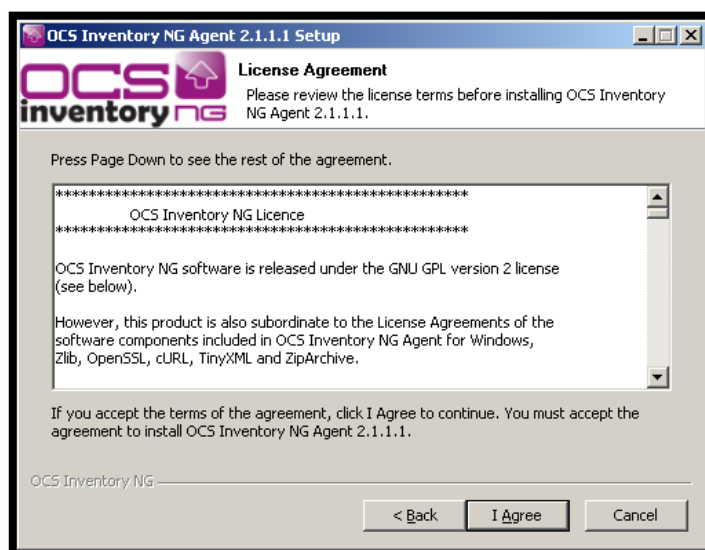 OCS Inventory NG Agent 2.1.1.1 Setup
OCS
inventory NG
License Agreement
Please review the license terms before installing OCS Inventory
NG Agent 2.1.1.1.
Press Page Down to see the rest of the agreement.
**************************************************
OCS Inventory NG Licence
**************************************************
OCS Inventory NG software is released under the GNU GPL version 2 license
(see below).
However, this product is also subordinate to the License Agreements of the
software components included in OCS Inventory NG Agent for Windows,
Zlib, OpenSSL, cURL, TinyXML and ZipArchive.
If you accept the terms of the agreement, click I Agree to continue. You must accept the
agreement to install OCS Inventory NG Agent 2.1.1.1.
OCS Inventory NG
< Back
I Agree
Cancel